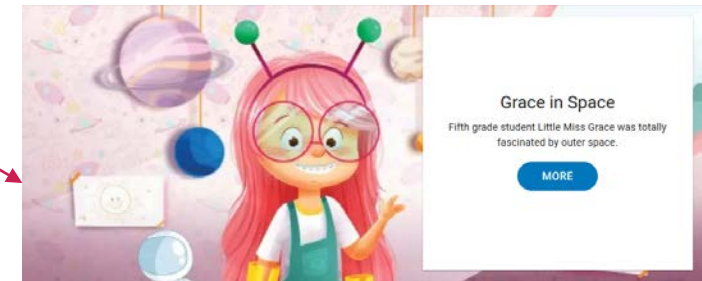 Grace in Space
Fifth grade student Little Miss Grace was totally
fascinated by outer space.
MORE